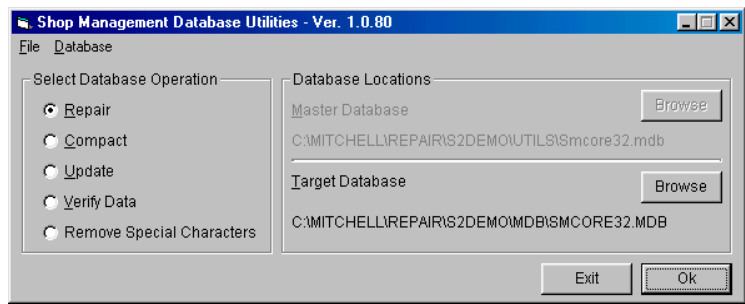 Shop Management Database Utilities - Ver. 1.0.80
File Database
Select Database Operation
Repair
Compact
Update
Verify Data
Remove Special Characters
Database Locations
Master Database
Browse
C:\MITCHELL\REPAIR\S2DEMO\UTILS\Smcore32.mdb
Target Database
Browse
C:\MITCHELL\REPAIR\S2DEMO\MDB\SMCORE32.MDB
Exit
Ok